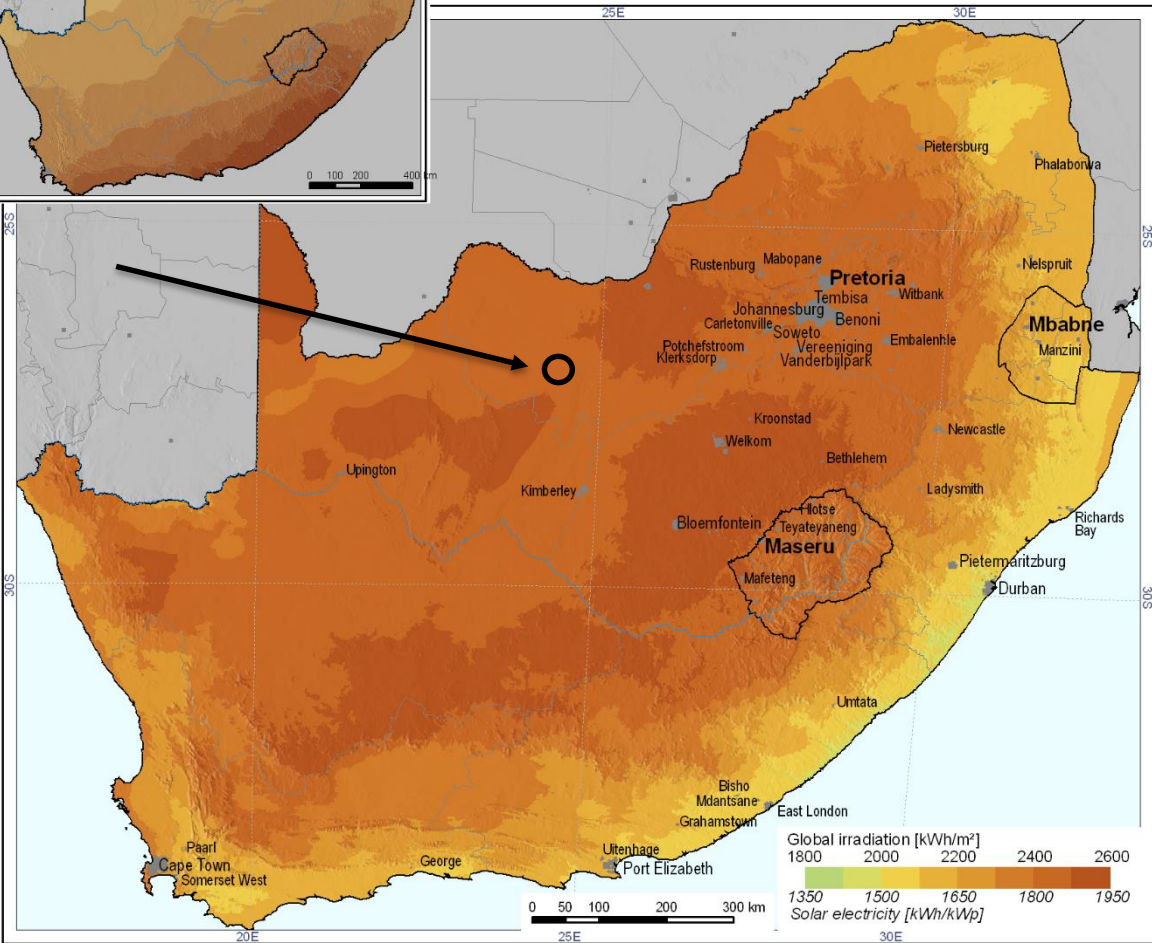 0 100 200 400 km
25E 30E
25S 25S
Pietersburg
Phalaborwa
Rustenburg Mabopane
Nelspruit
Pretoria
Tembisa
Witbank
Johannesburg
Benoni
Carletonville
Soweto
Mbabne
Manzini
Potchefstroom
Vereeniging
Embalenhle
Klerksdorp
Vanderbijlpark
Kroonstad
Newcastle
Welkom
Upington
Bethlehem
Kimberley
Ladysmith
Hlotse
Bloemfontein
Teyateyaneng
Richards
Bay
Maseru
Pietermaritzburg
Mafeteng
Durban
30S 30S
Umtata
Bisho
Mdantsane
East London
Grahamstown
Paarl
Cape Town
Somerset West
George
Uitenhage
Port Elizabeth
Global irradiation [kWh/m²]
1800 2000 2200 2400 2600
1350 1500 1650 1800 1950
Solar electricity [kWh/kWp]
0 50 100 200 300 km
20E 25E 30E